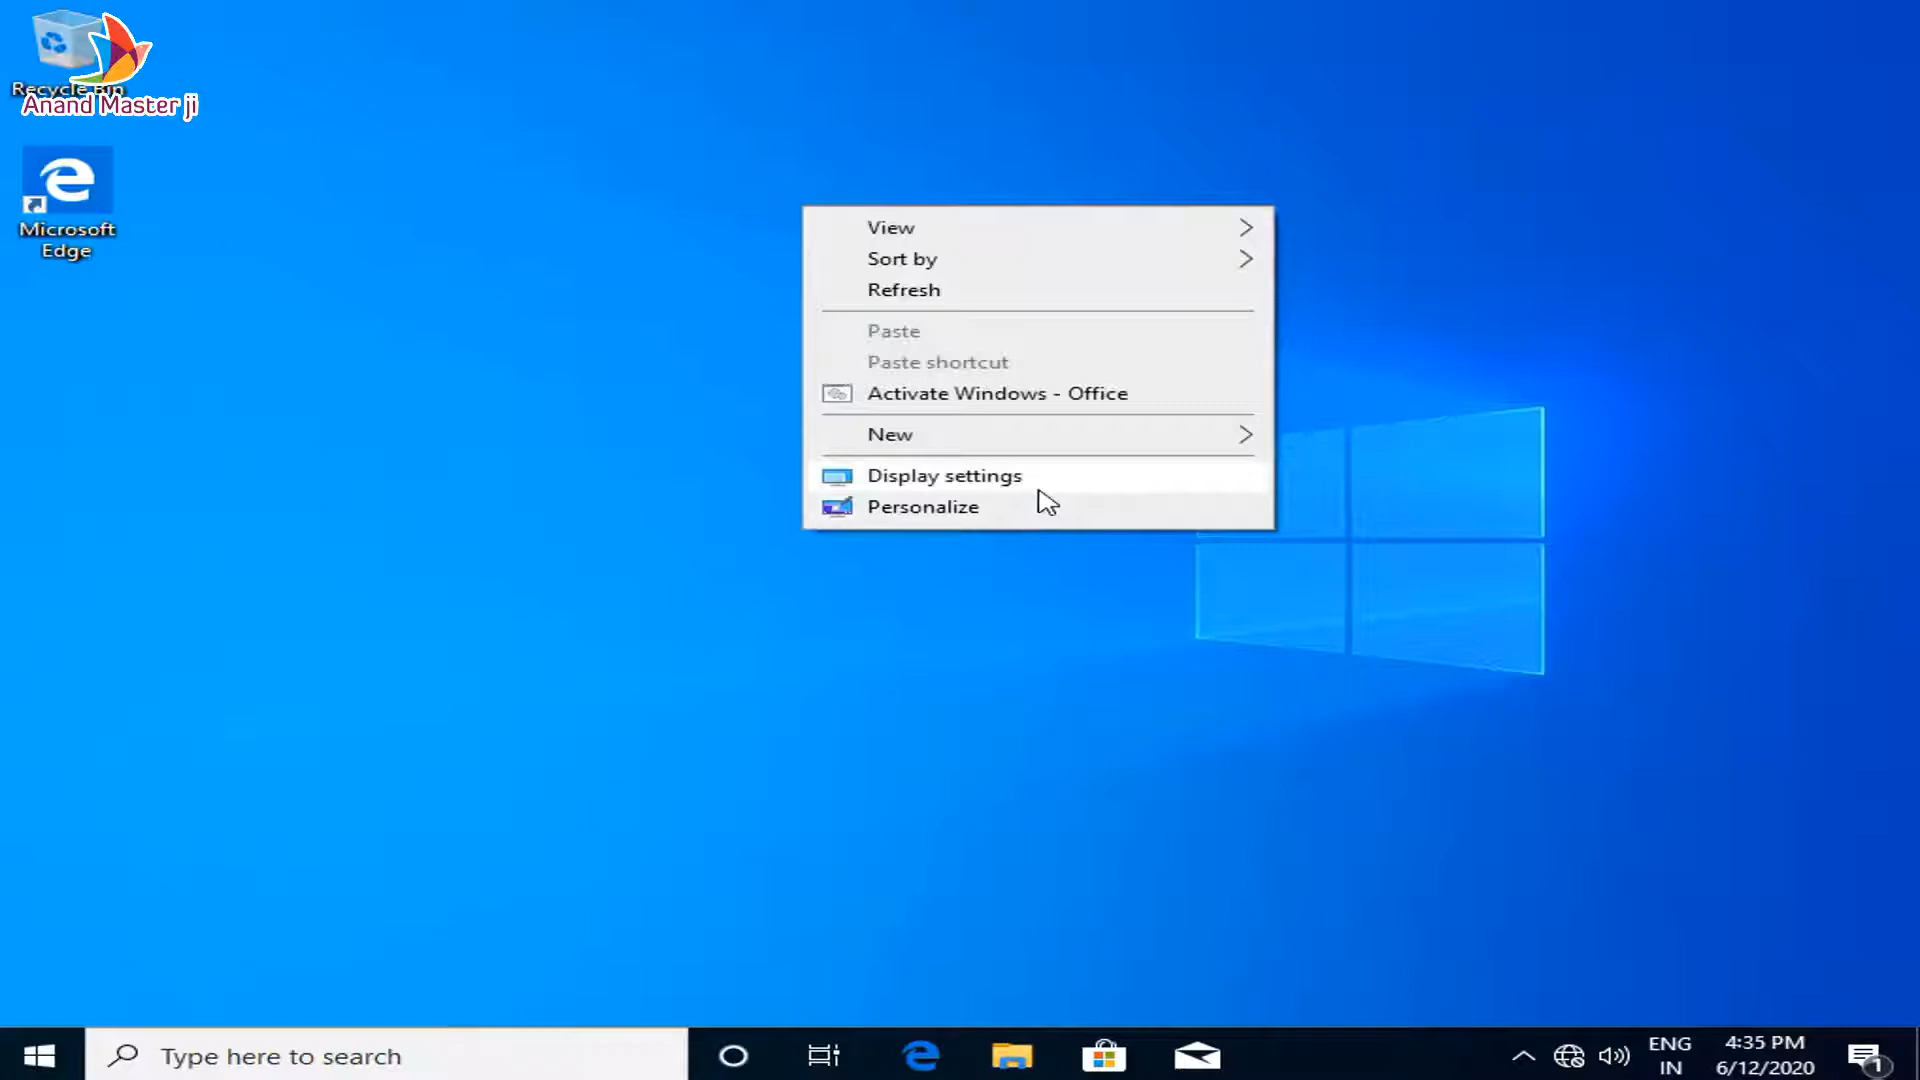 Recycle Bin
Anand Master ji
Microsoft
Edge
View
Sort by
Refresh
Paste
Paste shortcut
Activate Windows - Office
New
Display settings
Personalize
Type here to search
ENG
IN
4:35 PM
6/12/2020
1